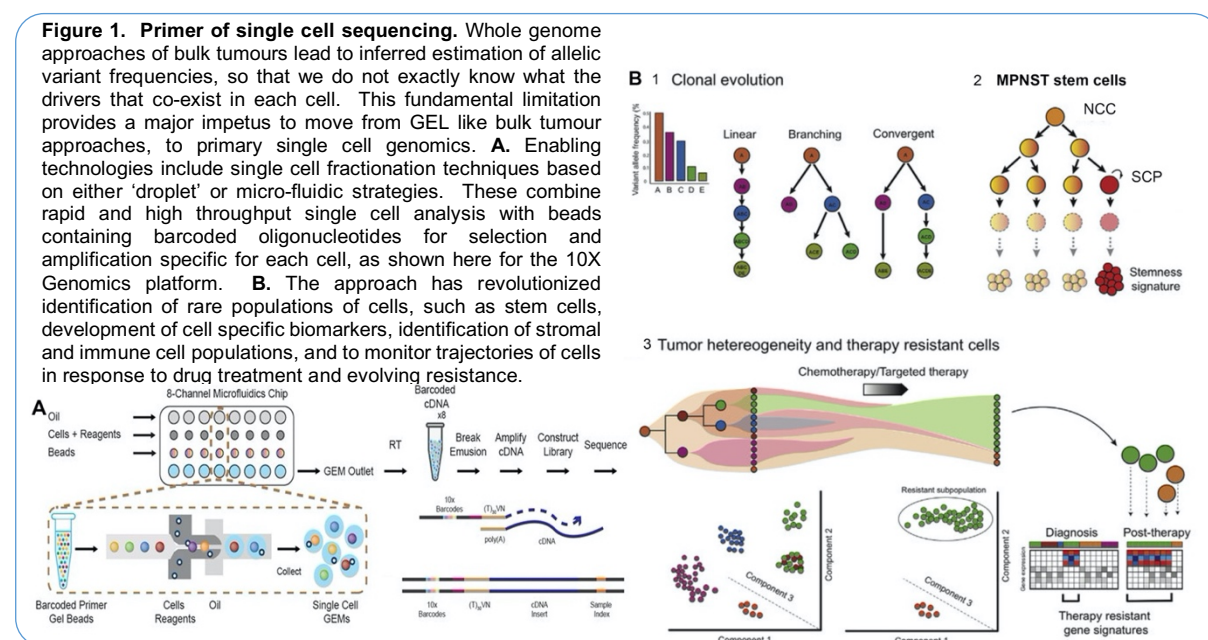 Figure 1. Primer of single cell sequencing. Whole genome
approaches of bulk tumours lead to inferred estimation of allelic
variant frequencies, so that we do not exactly know what the
drivers that co-exist in each cell. This fundamental limitation
provides a major impetus to move from GEL like bulk tumour
approaches, to primary single cell genomics. A. Enabling
technologies include single cell fractionation techniques based
on either ‘droplet’ or micro-fluidic strategies. These combine
rapid and high throughput single cell analysis with beads
containing barcoded oligonucleotides for selection and
amplification specific for each cell, as shown here for the 10X
Genomics platform. B. The approach has revolutionized
identification of rare populations of cells, such as stem cells,
development of cell specific biomarkers, identification of stromal
and immune cell populations, and to monitor trajectories of cells
in response to drug treatment and evolving resistance.
A
8-Channel Microfluidics Chip
Oil
Cells + Reagents
Beads
GEM Outlet
RT
Barcoded
cDNA
x8
Break
Emusion
Amplify
cDNA
Construct
Library
Sequence
Barcoded Primer
Gel Beads
Cells
Reagents
Oil
Collect
Single Cell
GEMs
10x
Barcodes
poly(A)
cDNA
10x
Barcodes
cDNA
Insert
Sample
Index
B 1 Clonal evolution
Variant allele frequency (%
A B C D E
Linear
Branching
Convergent
2 MPNST stem cells
NCC
SCP
Stemness
signature
3 Tumor hetereogeneity and therapy resistant cells
Chemotherapy/Targeted therapy
Component 3
Component 2
Component 1
Resistant subpopulation
Component 3
Component 2
Component 1
Diagnosis
Post-therapy
Gene expression
Therapy resistant
gene signatures